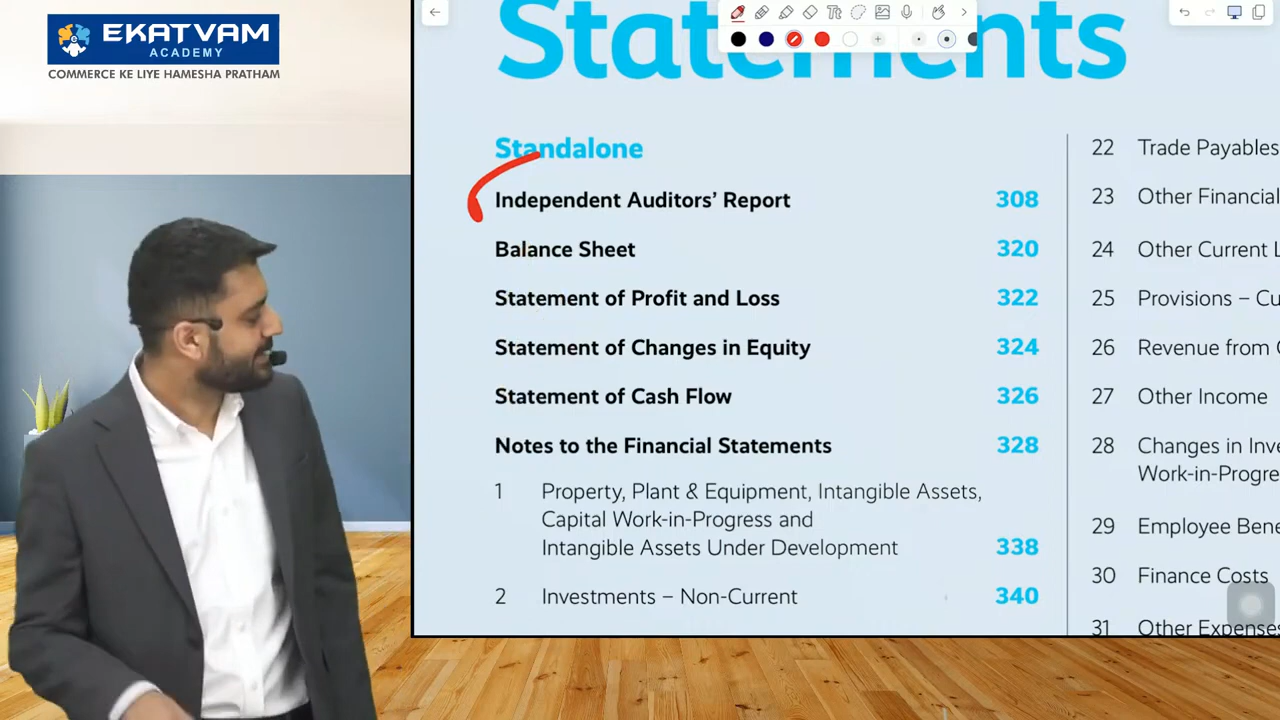 EKATVAM
ACADEMY
COMMERCE KE LIYE HAMESHA PRATHAM
Statements
Standalone
Independent Auditors' Report 308
Balance Sheet 320
Statement of Profit and Loss 322
Statement of Changes in Equity 324
Statement of Cash Flow 326
Notes to the Financial Statements 328
1 Property, Plant & Equipment, Intangible Assets,
Capital Work-in-Progress and
Intangible Assets Under Development 338
2 Investments – Non-Current 340
22 Trade Payables
23 Other Financial
24 Other Current L
25 Provisions – Cu
26 Revenue from
27 Other Income
28 Changes in Inve
Work-in-Progre
29 Employee Bene
30 Finance Costs
31 Other Expenses